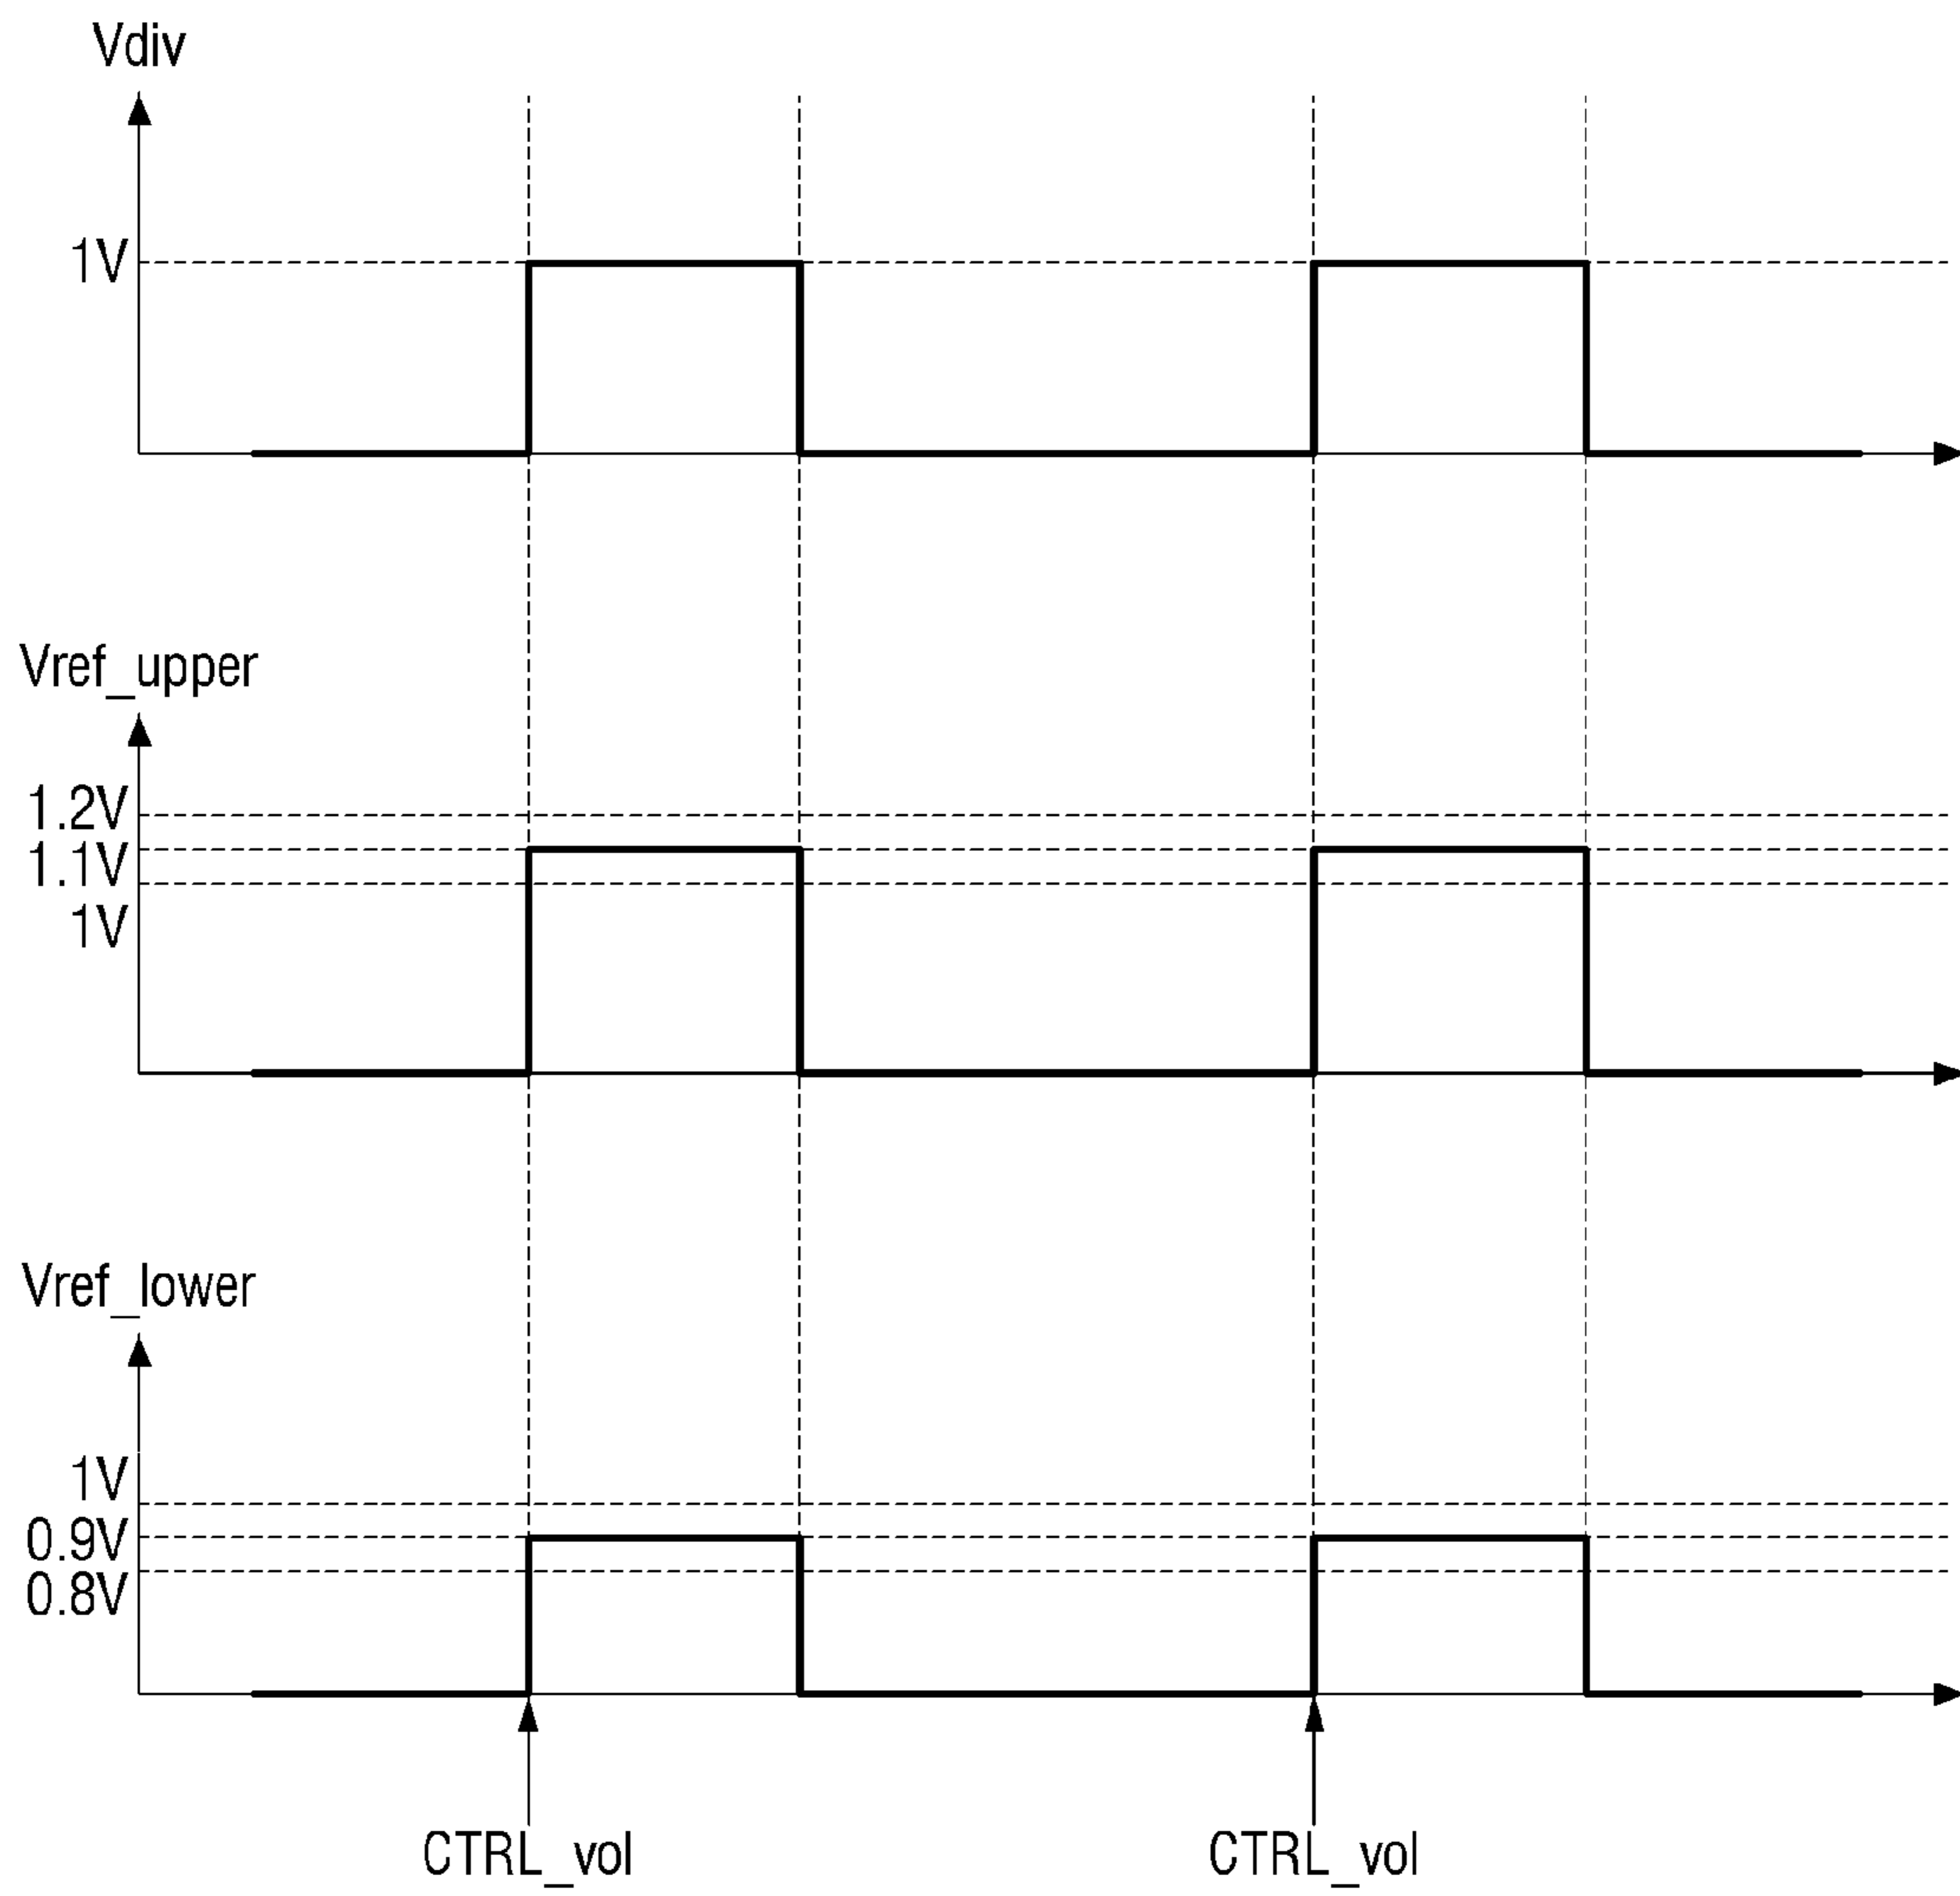 Vdiv
1V
Vref_upper
1.2V
1.1V
1V
Vref_lower
1V
0.9V
0.8V
CTRL_vol CTRL_vol